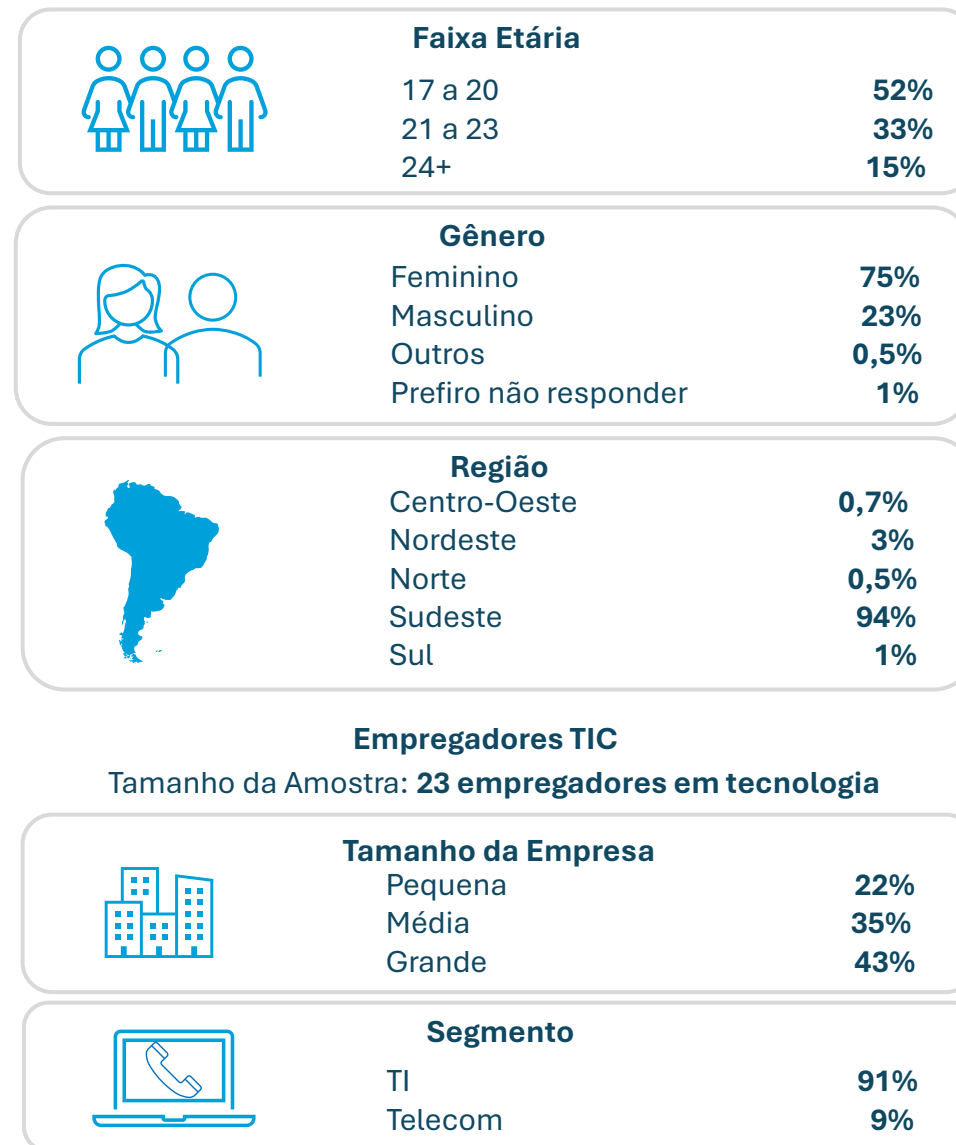 Faixa Etária
17 a 20 52%
21 a 23 33%
24+ 15%
Gênero
Feminino 75%
Masculino 23%
Outros 0,5%
Prefiro não responder 1%
Região
Centro-Oeste 0,7%
Nordeste 3%
Norte 0,5%
Sudeste 94%
Sul 1%
Empregadores TIC
Tamanho da Amostra: 23 empregadores em tecnologia
Tamanho da Empresa
Pequena 22%
Média 35%
Grande 43%
Segmento
TI 91%
Telecom 9%